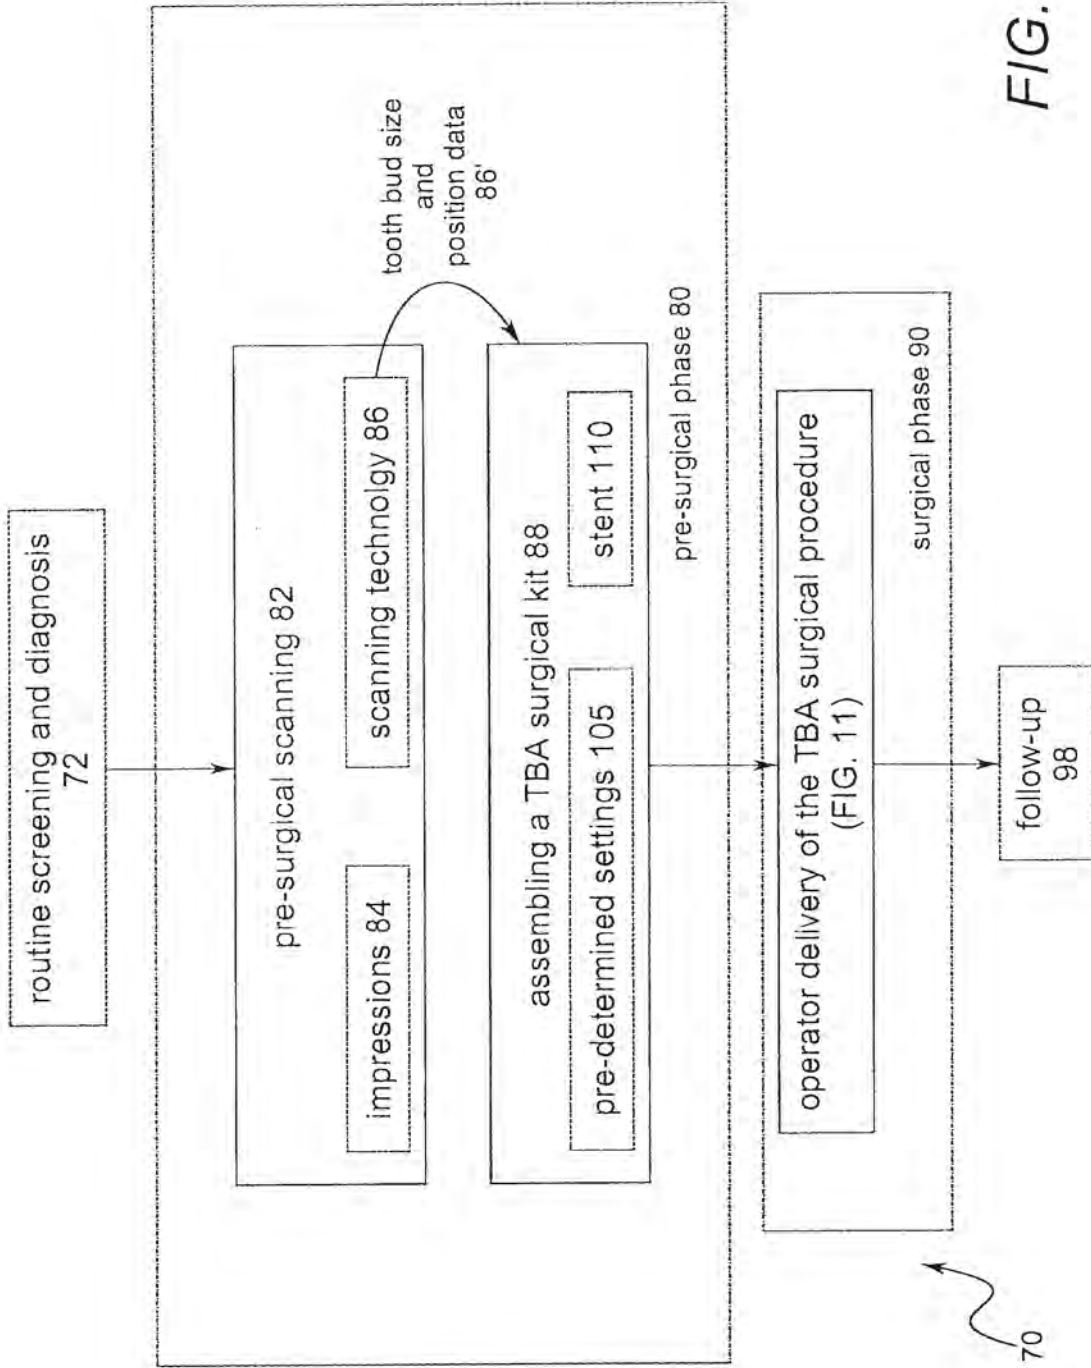 routine screening and diagnosis
72
pre-surgical scanning 82
impressions 84
scanning technolgy 86
tooth bud size
and
position data
86'
assembling a TBA surgical kit 88
pre-determined settings 105
stent 110
pre-surgical phase 80
operator delivery of the TBA surgical procedure
(FIG. 11)
surgical phase 90
follow-up
98
70
FIG.